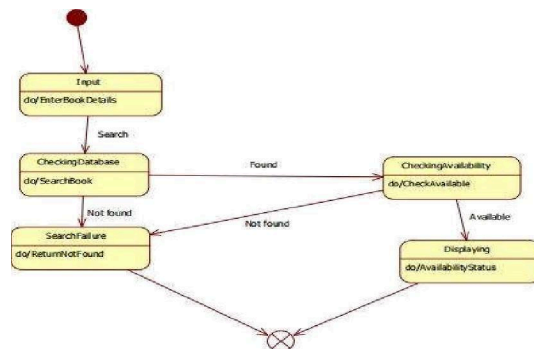 Input
do/EnterBookDetails
Search
CheckingDatabase
do/SearchBook
Found
CheckingAvailability
do/CheckAvailable
Not found
Not found
Available
SearchFailure
do/ReturnNotFound
Displaying
do/AvailabilityStatus